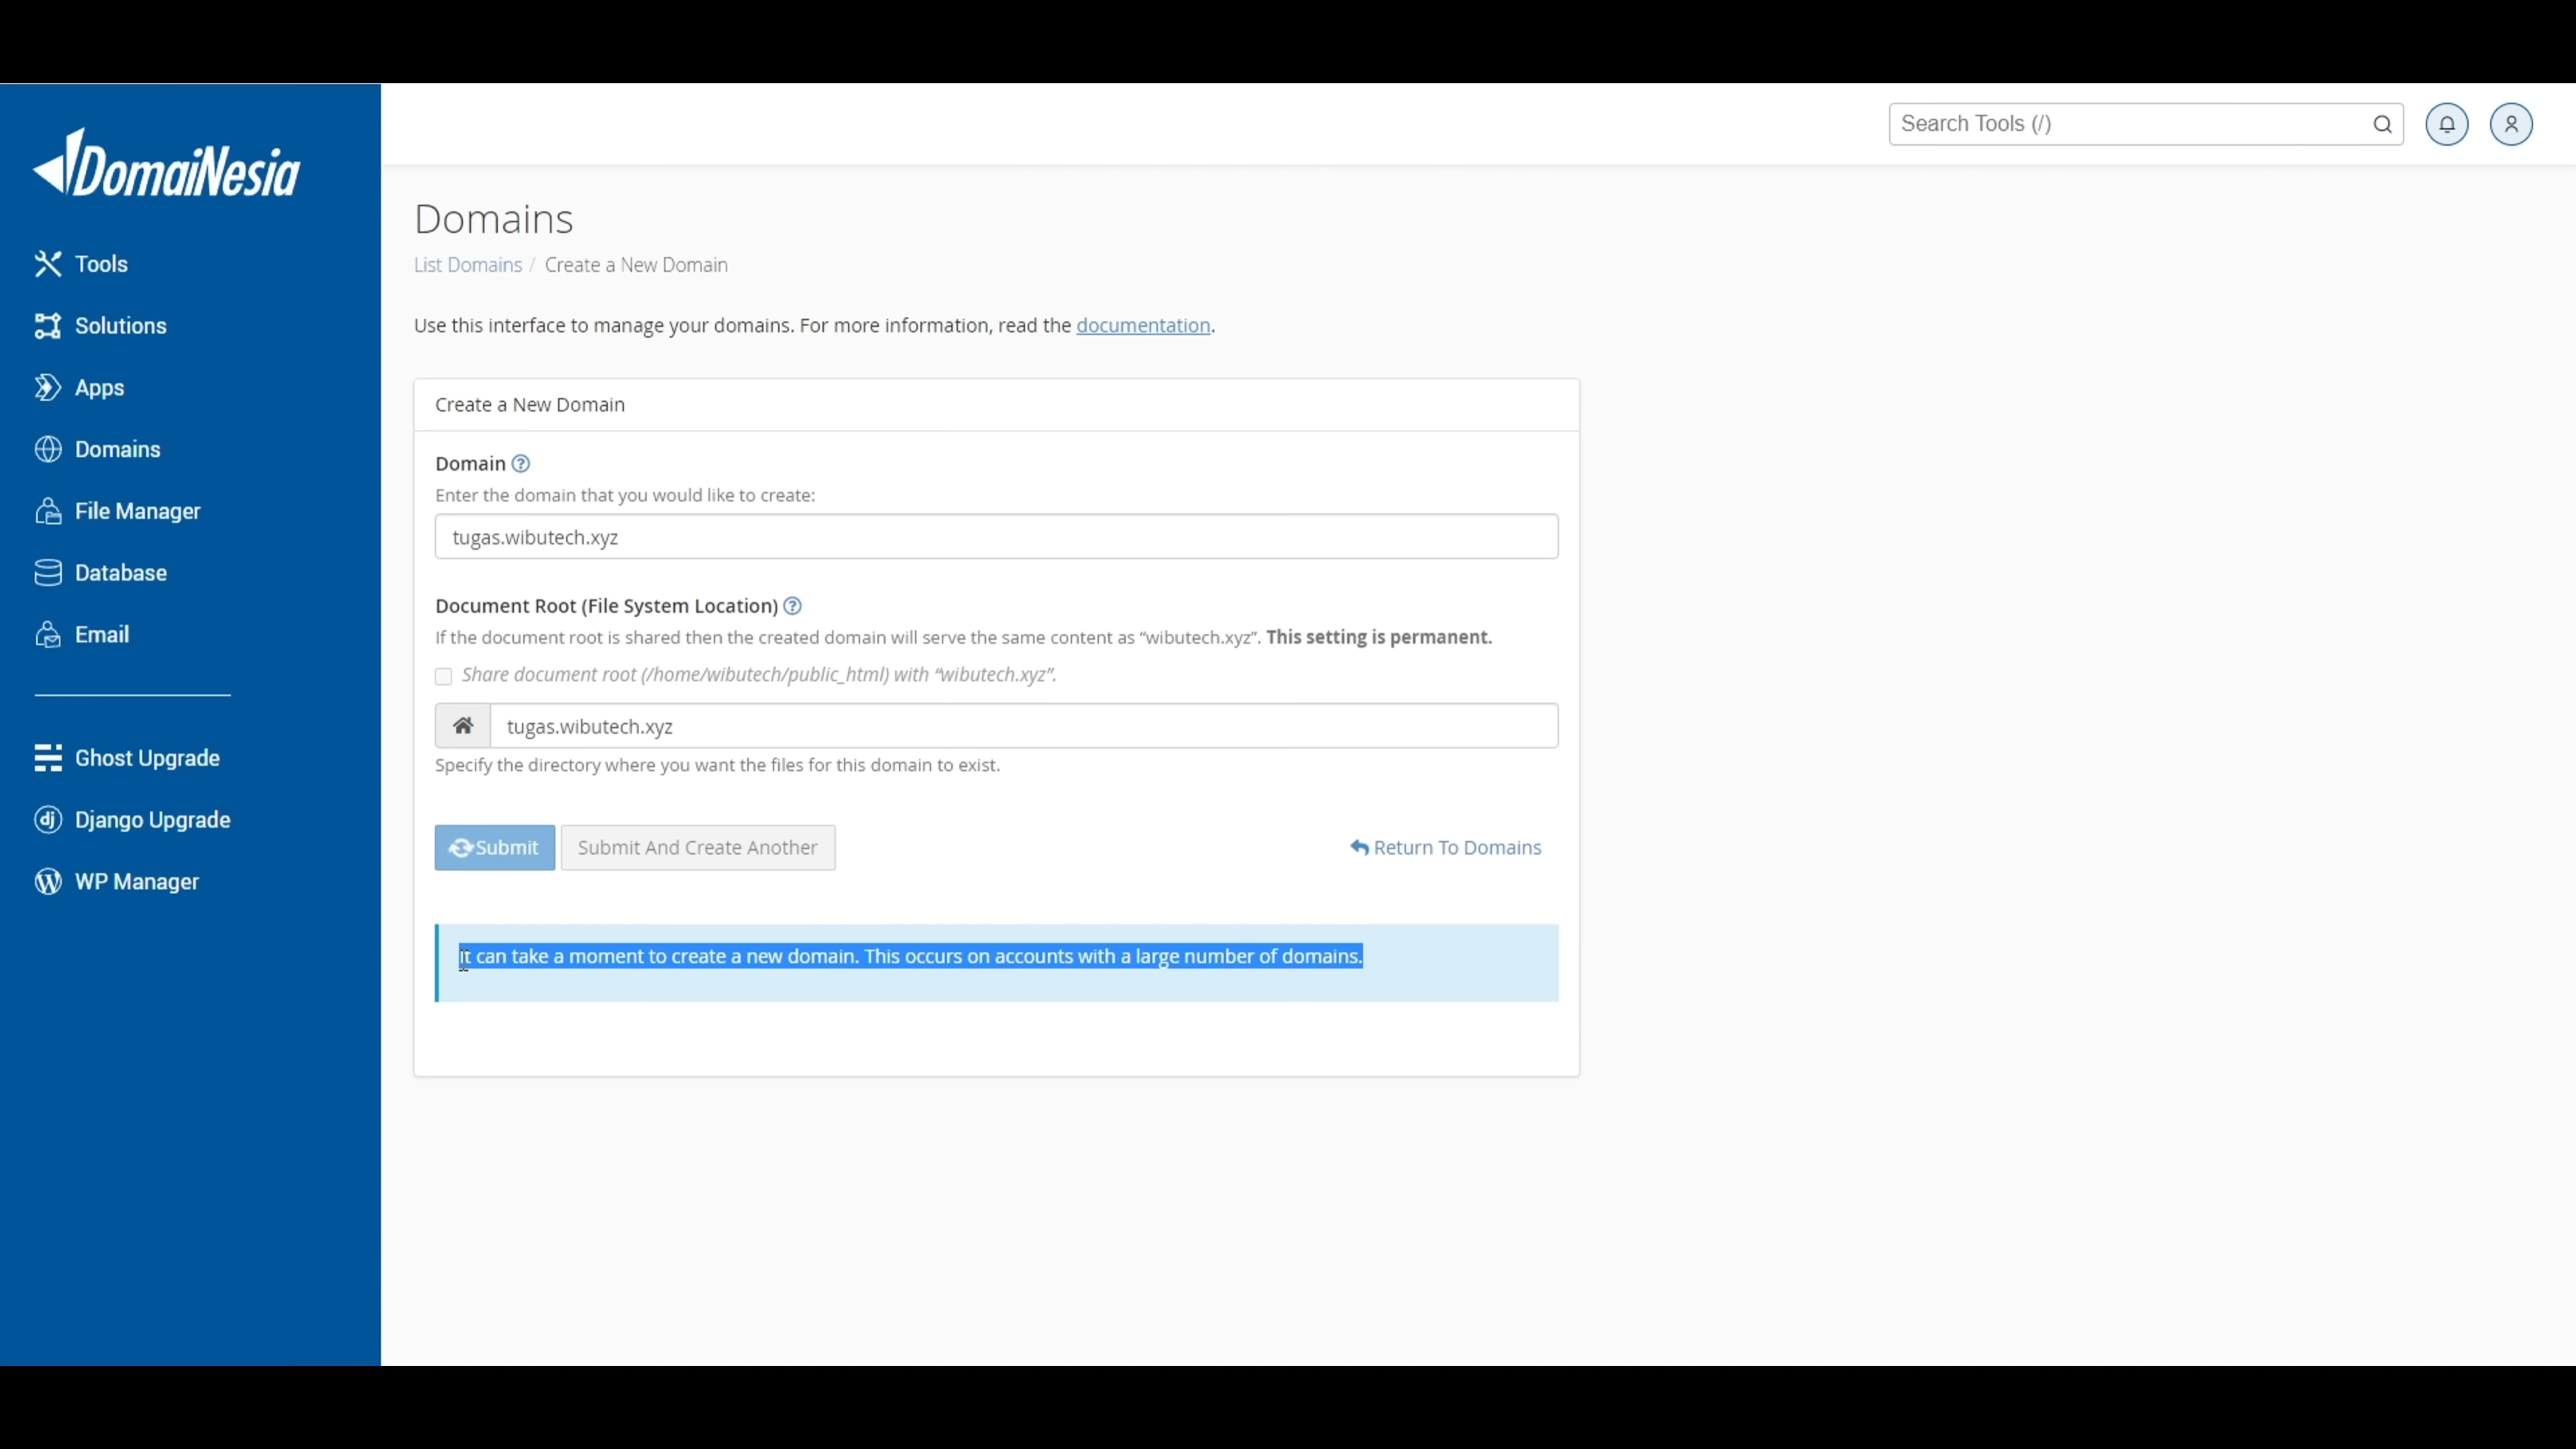 DomaiNesia
Search Tools (/)
Tools
Solutions
Apps
Domains
File Manager
Database
Email
Ghost Upgrade
Django Upgrade
WP Manager
Domains
List Domains / Create a New Domain
Use this interface to manage your domains. For more information, read the documentation.
Create a New Domain
Domain
Enter the domain that you would like to create:
tugas.wibutech.xyz
Document Root (File System Location)
If the document root is shared then the created domain will serve the same content as “wibutech.xyz”. This setting is permanent.
Share document root (/home/wibutech/public_html) with “wibutech.xyz”.
tugas.wibutech.xyz
Specify the directory where you want the files for this domain to exist.
Submit Submit And Create Another Return To Domains
It can take a moment to create a new domain. This occurs on accounts with a large number of domains.